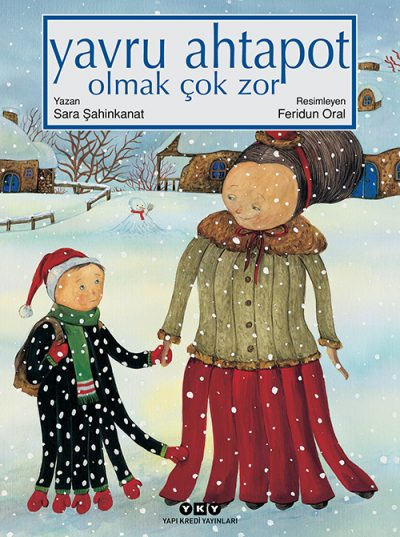 yavru ahtapot
olmak çok zor
Yazan
Sara Şahinkanat
Resimleyen
Feridun Oral
YKY
YAPI KREDİ YAYINLARI